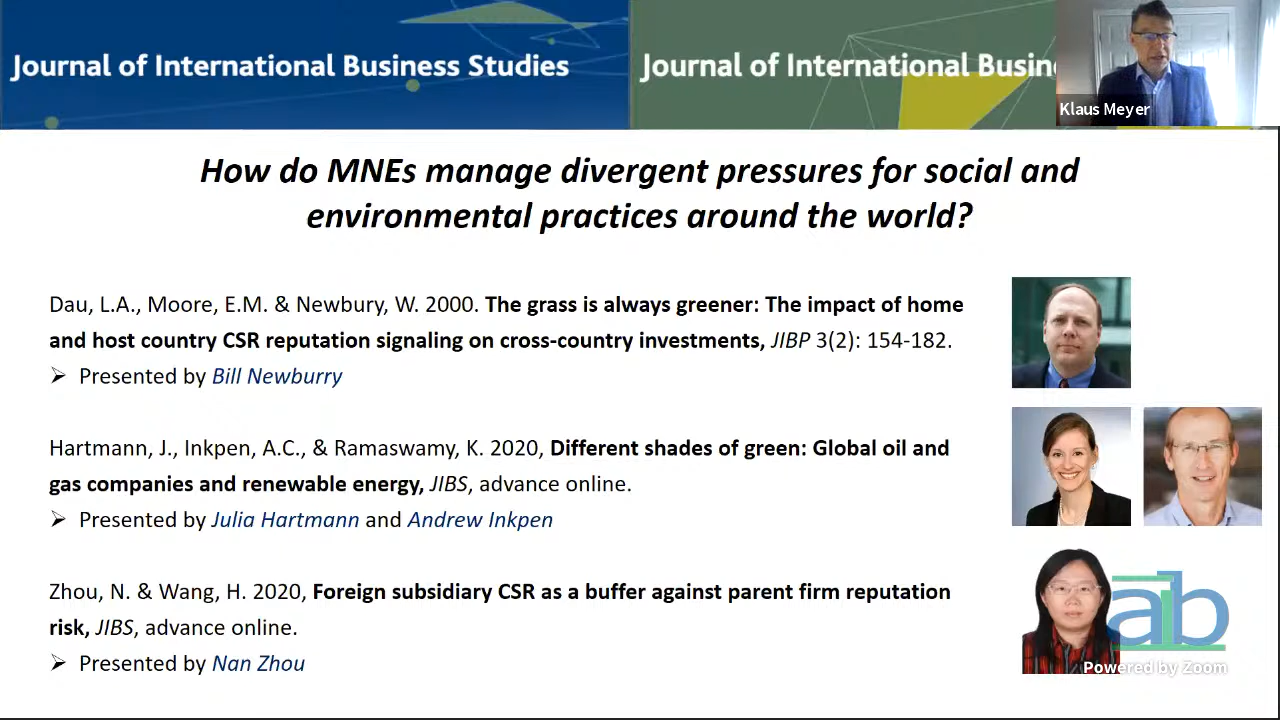 Journal of International Business Studies
Journal of International Busin
Klaus Meyer
How do MNEs manage divergent pressures for social and
environmental practices around the world?
Dau, L.A., Moore, E.M. & Newbury, W. 2000. The grass is always greener: The impact of home
and host country CSR reputation signaling on cross-country investments, JIBP 3(2): 154-182.
➢ Presented by Bill Newburry
Hartmann, J., Inkpen, A.C., & Ramaswamy, K. 2020, Different shades of green: Global oil and
gas companies and renewable energy, JIBS, advance online.
➢ Presented by Julia Hartmann and Andrew Inkpen
Zhou, N. & Wang, H. 2020, Foreign subsidiary CSR as a buffer against parent firm reputation
risk, JIBS, advance online.
➢ Presented by Nan Zhou
aib
Powered by Zoom